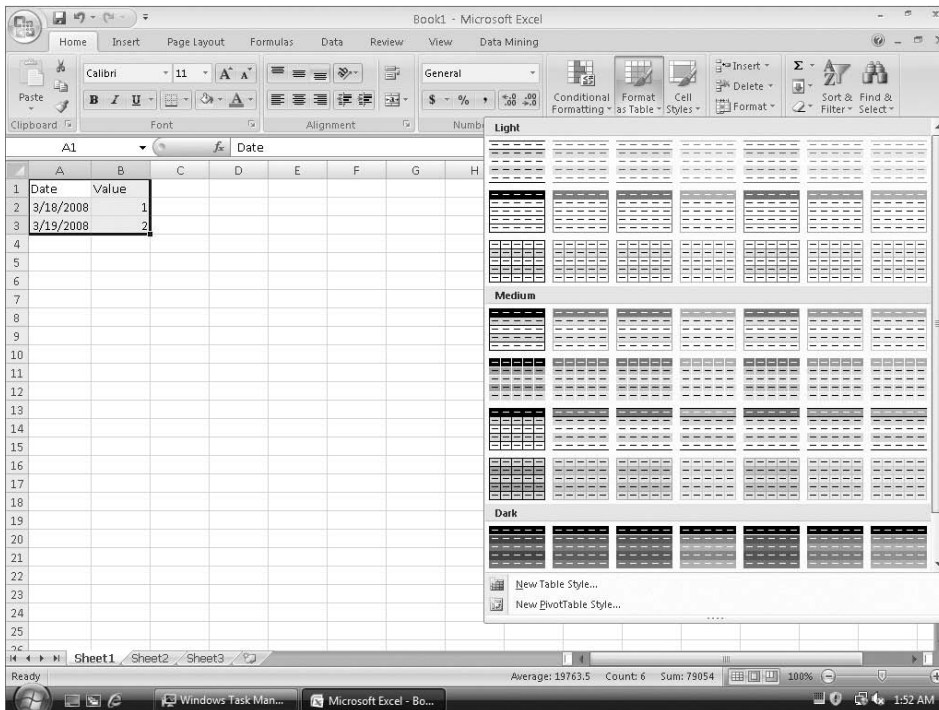 Book1 - Microsoft Excel
Home Insert Page Layout Formulas Data Review View Data Mining
Calibri 11 General
Insert
Delete
Format
Paste
B I U
$ % ,
Conditional Formatting
Format as Table
Cell Styles
Sort & Filter
Find & Select
Clipboard Font Alignment Numb
A1 fx Date
A B C D E F G H
1 Date Value
2 3/18/2008 1
3 3/19/2008 2
4
5
6
7
8
9
10
11
12
13
14
15
16
17
18
19
20
21
22
23
24
25
26
Light
Medium
Dark
New Table Style...
New PivotTable Style...
Sheet1 Sheet2 Sheet3
Ready Average: 19763.5 Count: 6 Sum: 79054 100%
Windows Task Man... Microsoft Excel - Bo... 1:52 AM